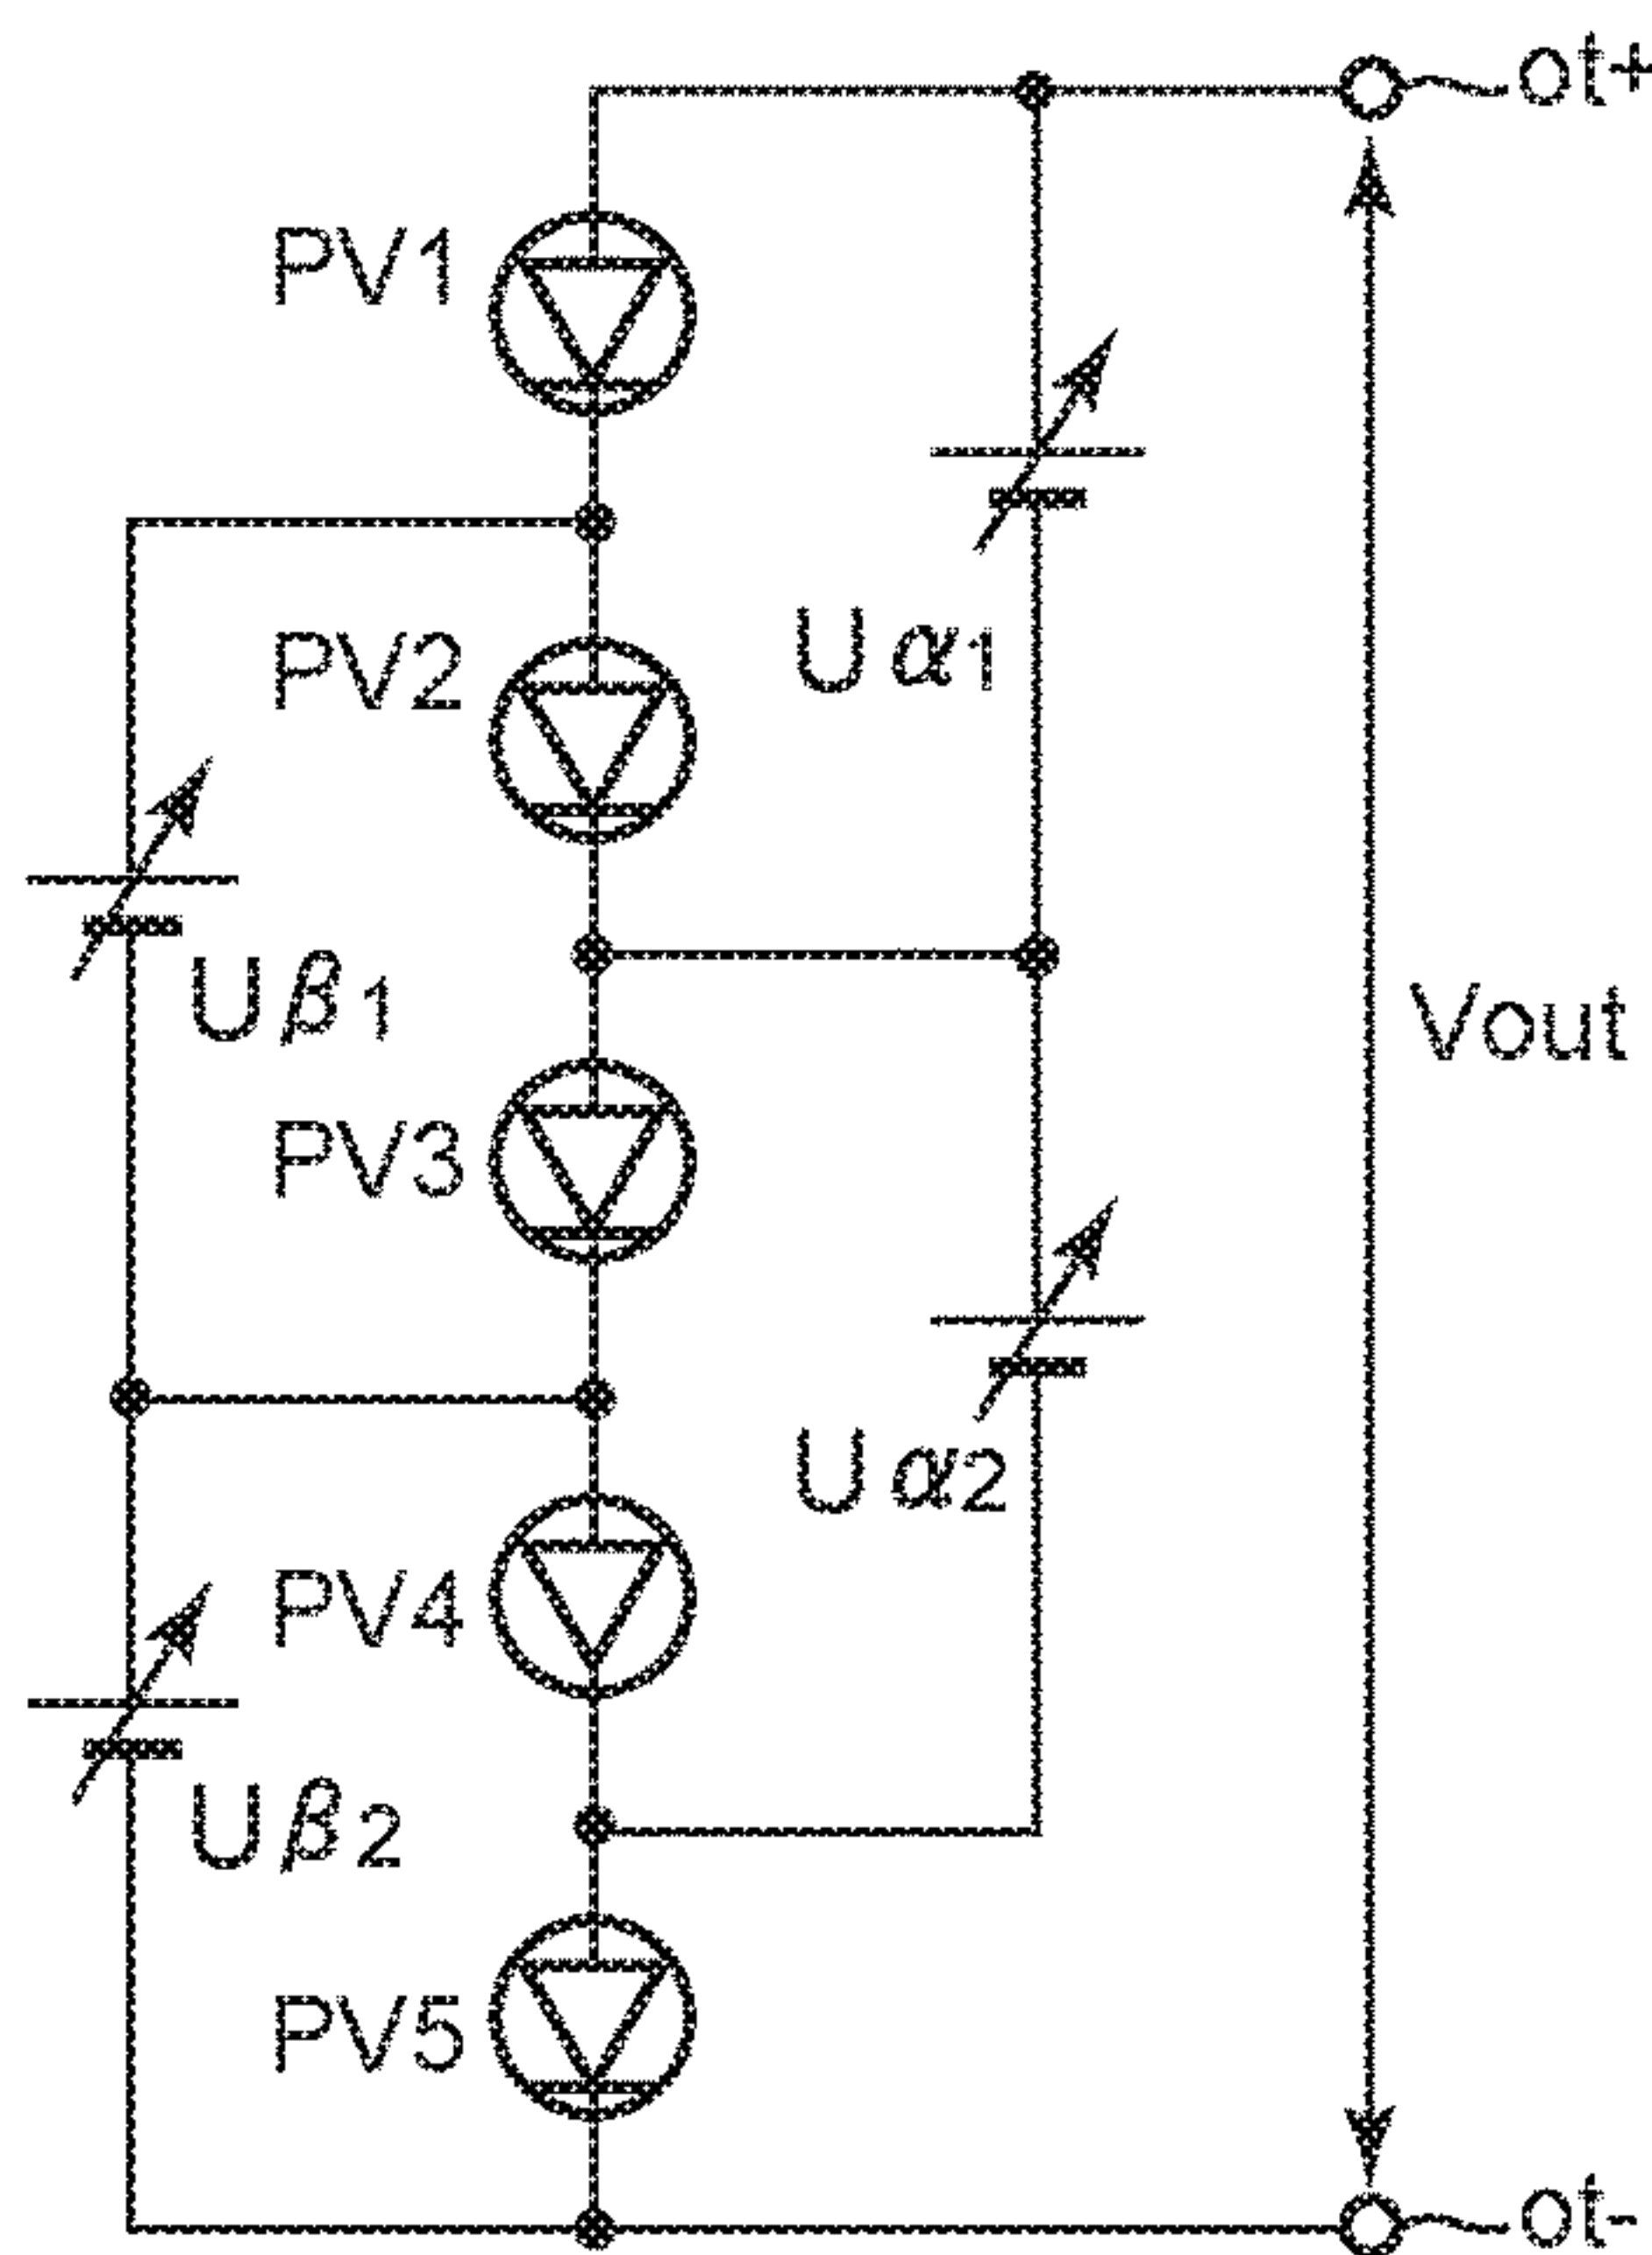 ot+
PV1
Uα1
PV2
Uβ1
Vout
PV3
Uα2
PV4
Uβ2
PV5
ot-